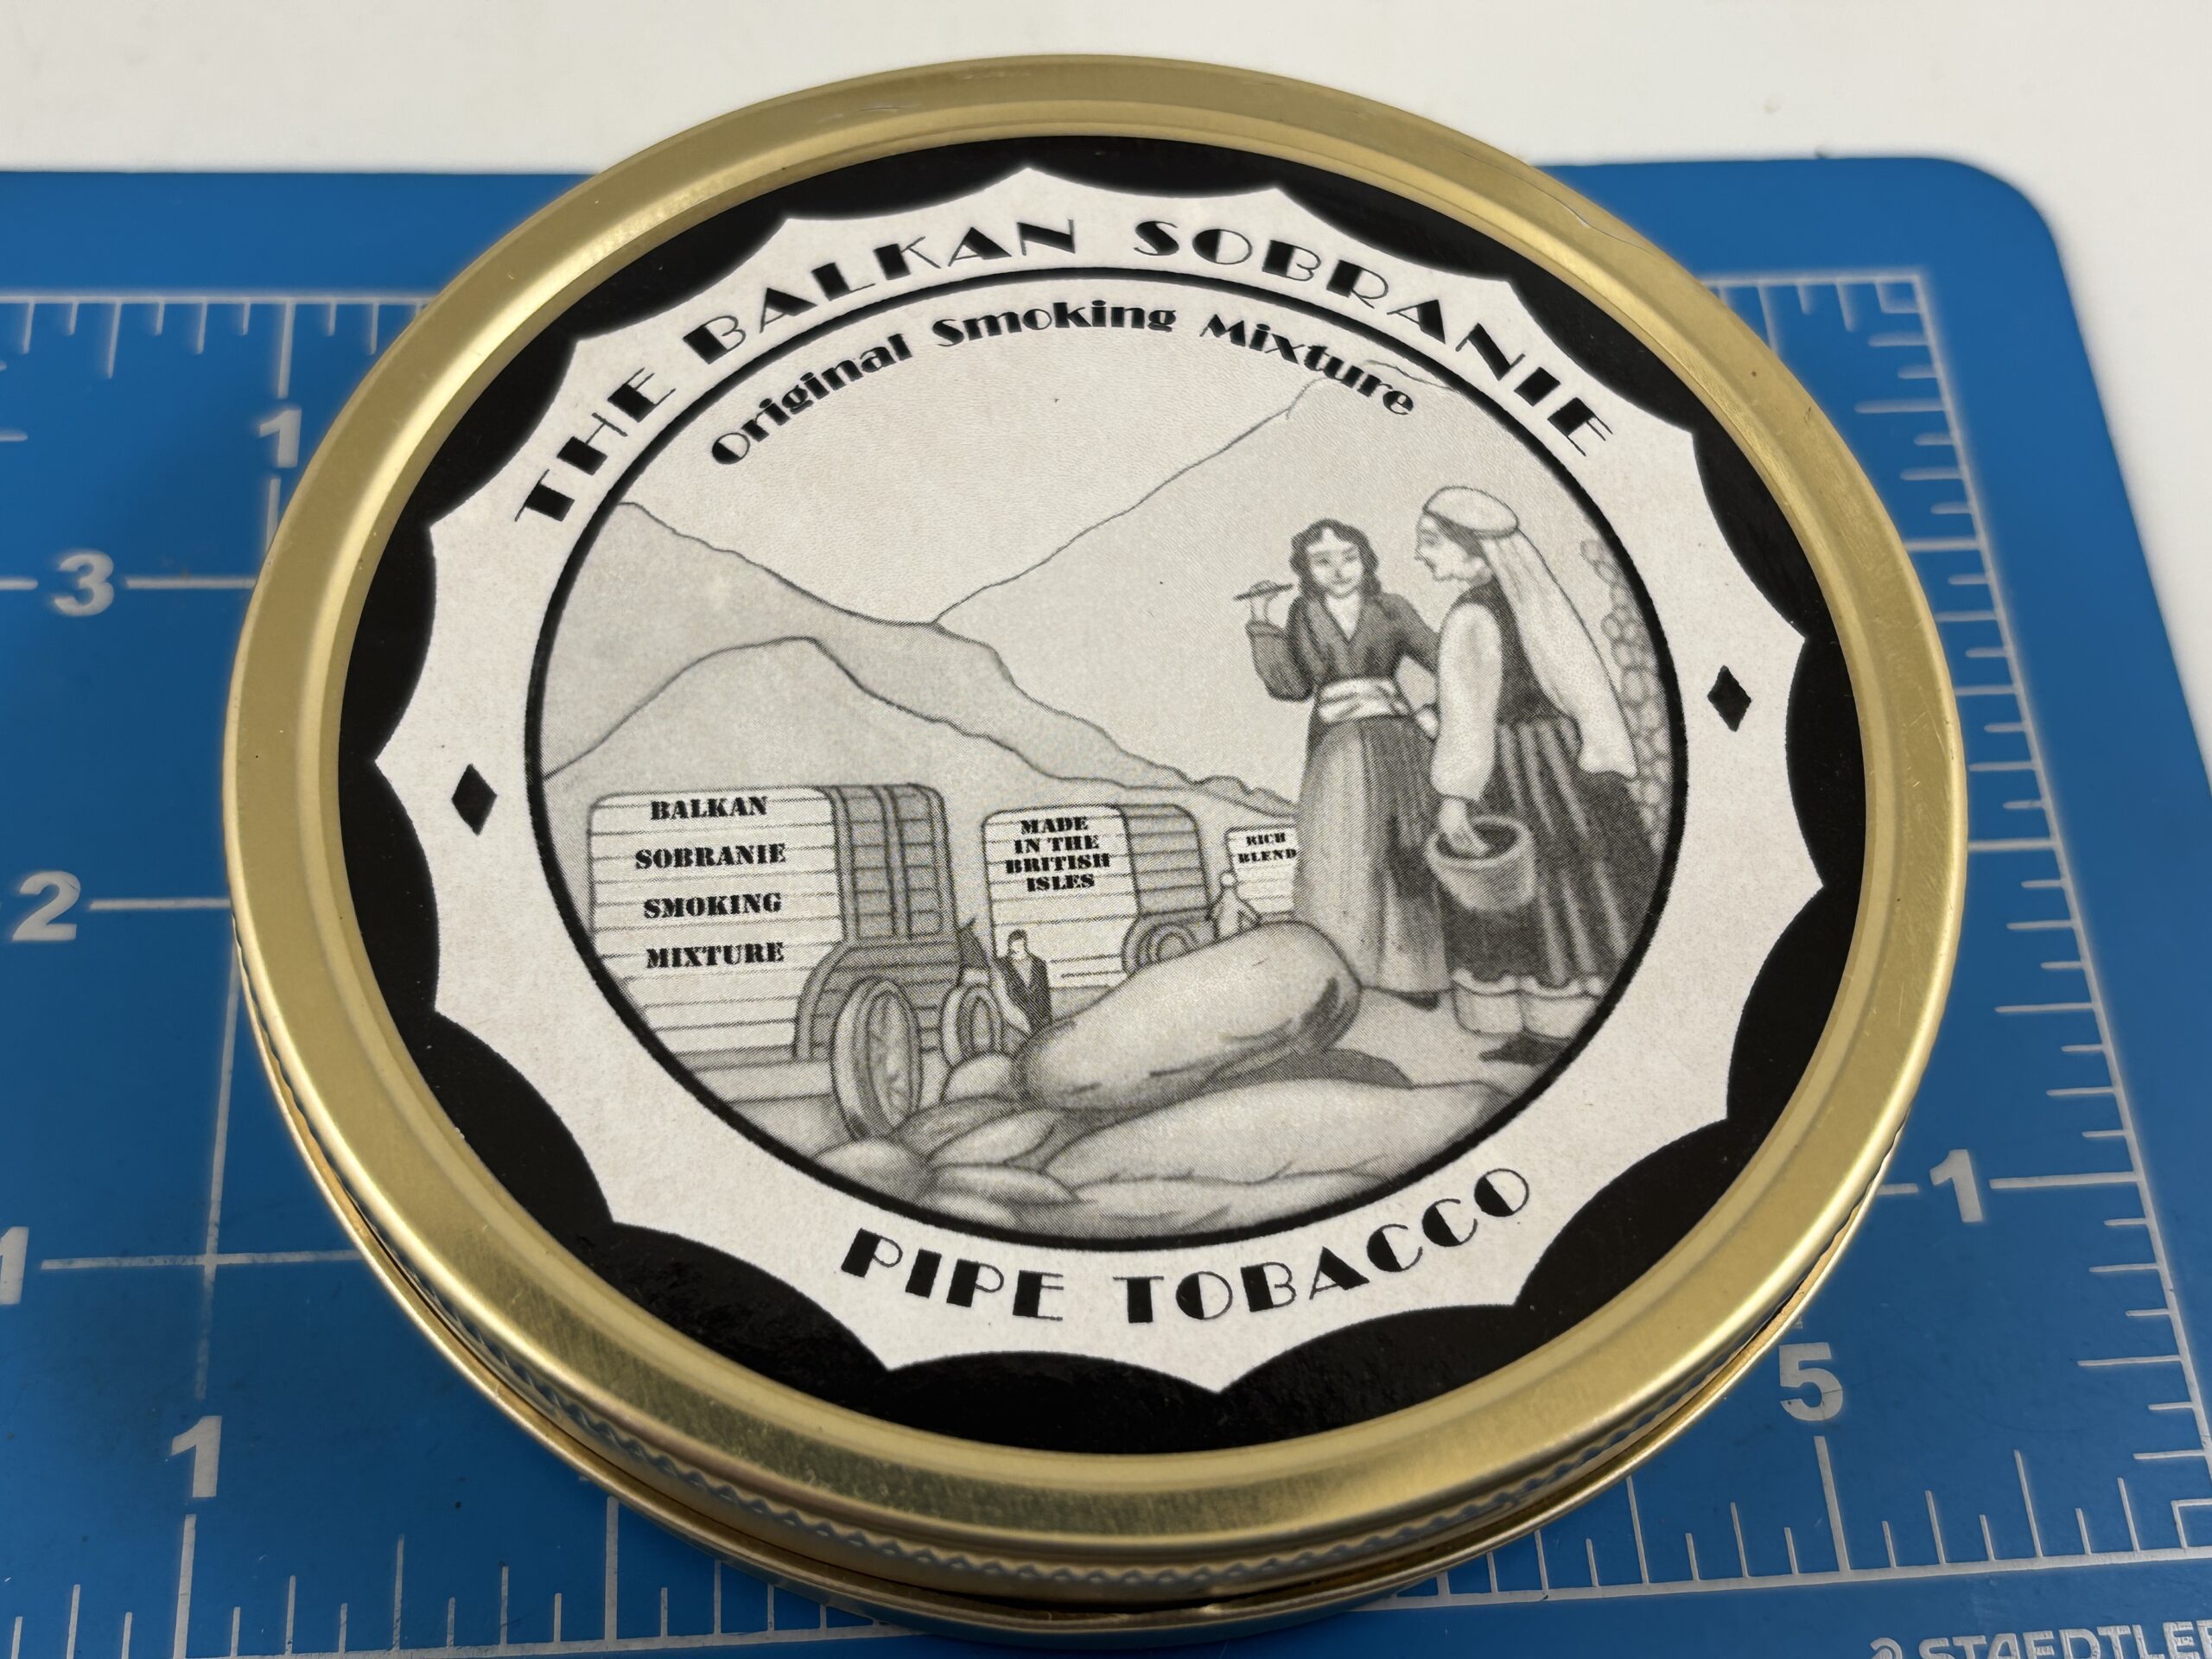 THE BALKAN SOBRANIE
Original Smoking Mixture
BALKAN
SOBRANIE
SMOKING
MIXTURE
MADE
IN THE
BRITISH
ISLES
RICH
BLEND
PIPE TOBACCO
1
3
2
1
1
1
5
STAEDTLER